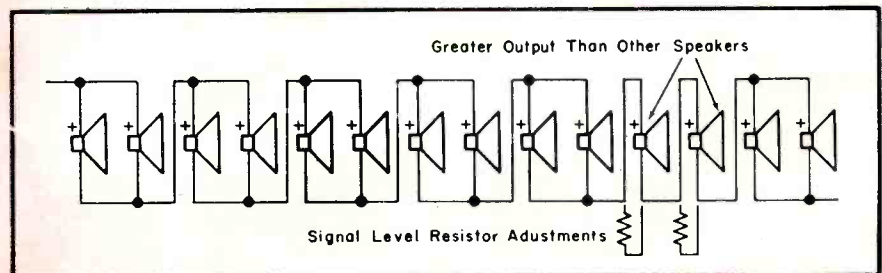 Greater Output Than Other Speakers
+ + + + + + + + + + + + + +
Signal Level Resistor Adustments